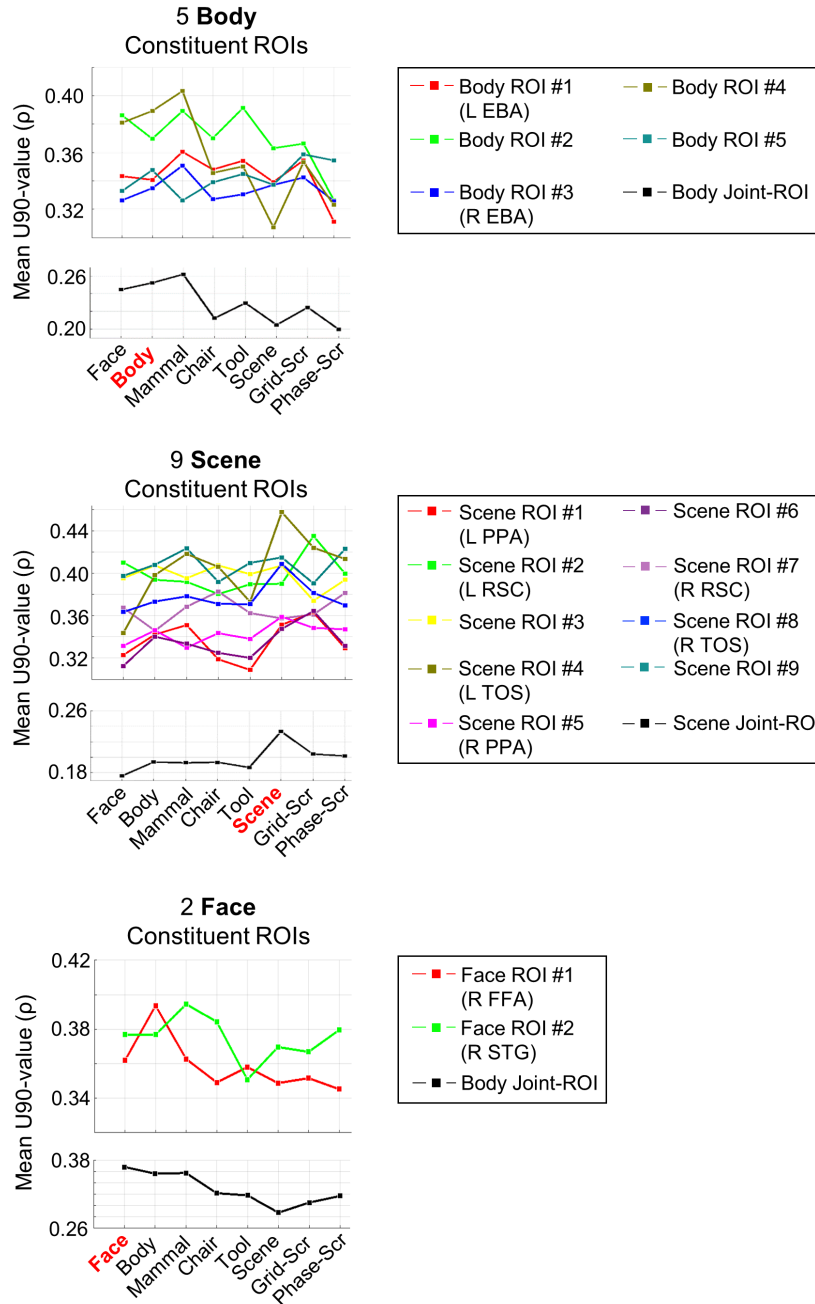 5 Body
Constituent ROIs
Mean U90-value (ρ)
0.40
0.36
0.32
0.26
0.20
Face
Body
Mammal
Chair
Tool
Scene
Grid-Scr
Phase-Scr
Body ROI #1
(L EBA)
Body ROI #2
Body ROI #3
(R EBA)
Body ROI #4
Body ROI #5
Body Joint-ROI
9 Scene
Constituent ROIs
Mean U90-value (ρ)
0.44
0.40
0.36
0.32
0.26
0.18
Face
Body
Mammal
Chair
Tool
Scene
Grid-Scr
Phase-Scr
Scene ROI #1
(L PPA)
Scene ROI #2
(L RSC)
Scene ROI #3
Scene ROI #4
(L TOS)
Scene ROI #5
(R PPA)
Scene ROI #6
Scene ROI #7
(R RSC)
Scene ROI #8
(R TOS)
Scene ROI #9
Scene Joint-ROI
2 Face
Constituent ROIs
Mean U90-value (ρ)
0.42
0.38
0.34
0.38
0.26
Face
Body
Mammal
Chair
Tool
Scene
Grid-Scr
Phase-Scr
Face ROI #1
(R FFA)
Face ROI #2
(R STG)
Body Joint-ROI